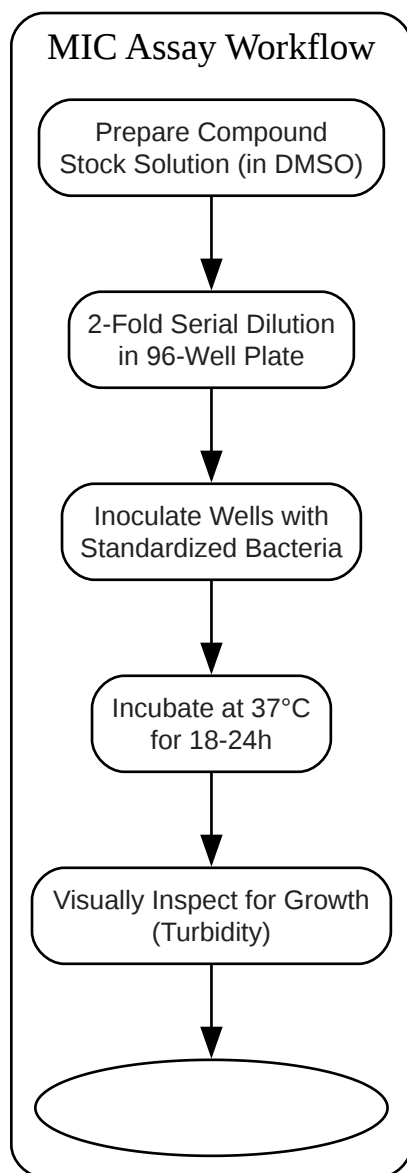 MIC Assay Workflow
Prepare Compound
Stock Solution (in DMSO)
2-Fold Serial Dilution
in 96-Well Plate
Inoculate Wells with
Standardized Bacteria
Incubate at 37°C
for 18-24h
Visually Inspect for Growth
(Turbidity)